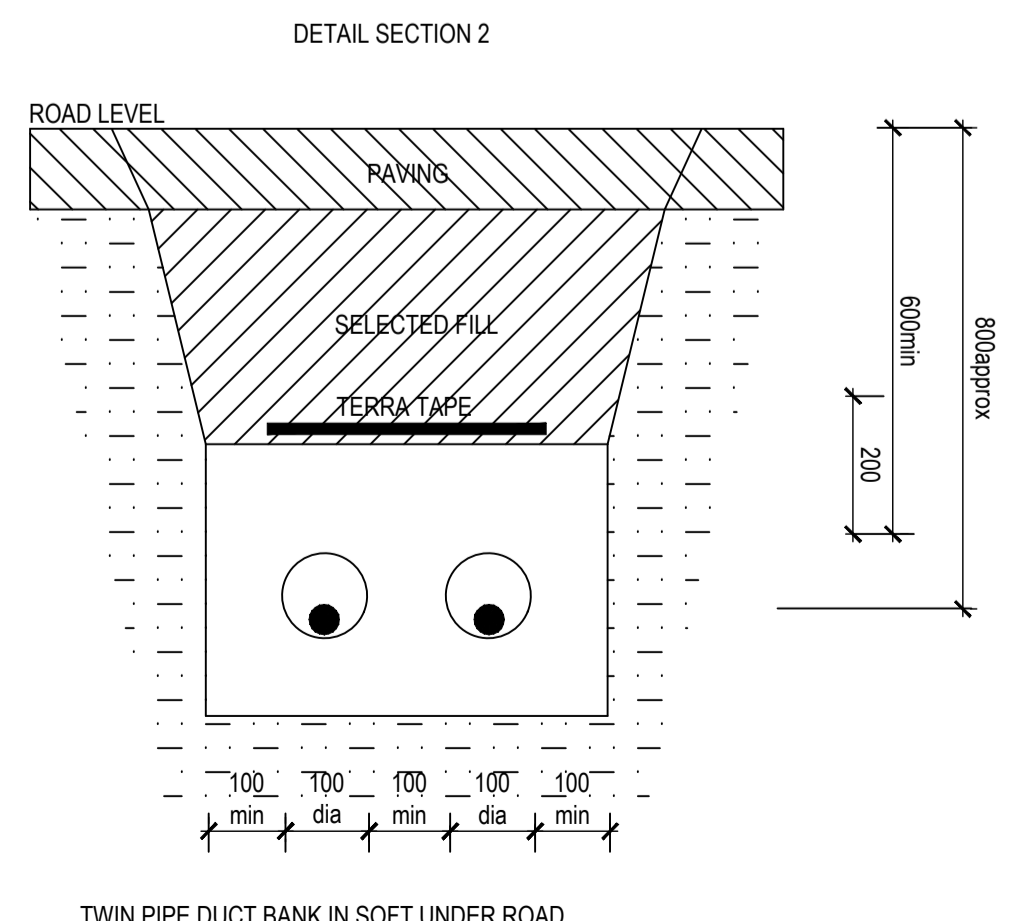 DETAIL SECTION 2
ROAD LEVEL
PAVING
SELECTED FILL
TERRA TAPE
600min
800approx
200
100 100 100 100 100
min dia min dia min
TWIN PIPE DUCT BANK IN SOFT UNDER ROAD